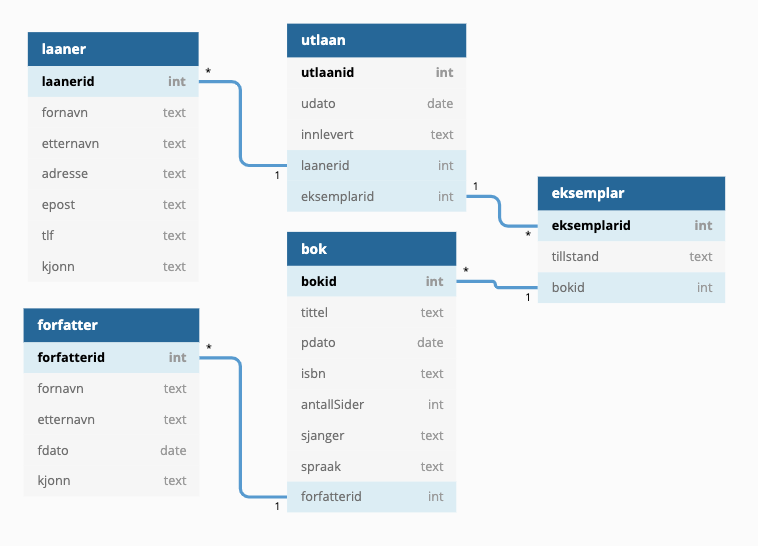 laaner
laanerid int
fornavn text
etternavn text
adresse text
epost text
tlf text
kjonn text
*
1
utlaan
utlaanid int
udato date
innlevert text
laanerid int
eksemplarid int
1
*
eksemplar
eksemplarid int
tillstand text
bokid int
bok
bokid int
tittel text
pdato date
isbn text
antallSider int
sjanger text
spraak text
forfatterid int
*
1
forfatter
forfatterid int
fornavn text
etternavn text
fdato date
kjonn text
*
1